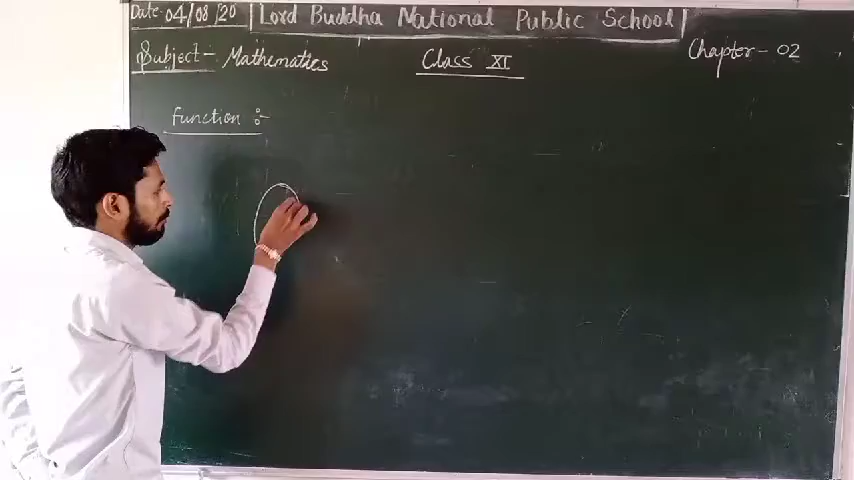 Date- 04/08/20 Lord Buddha National Public School
Subject :- Mathematics Class XI Chapter - 02
Function :-